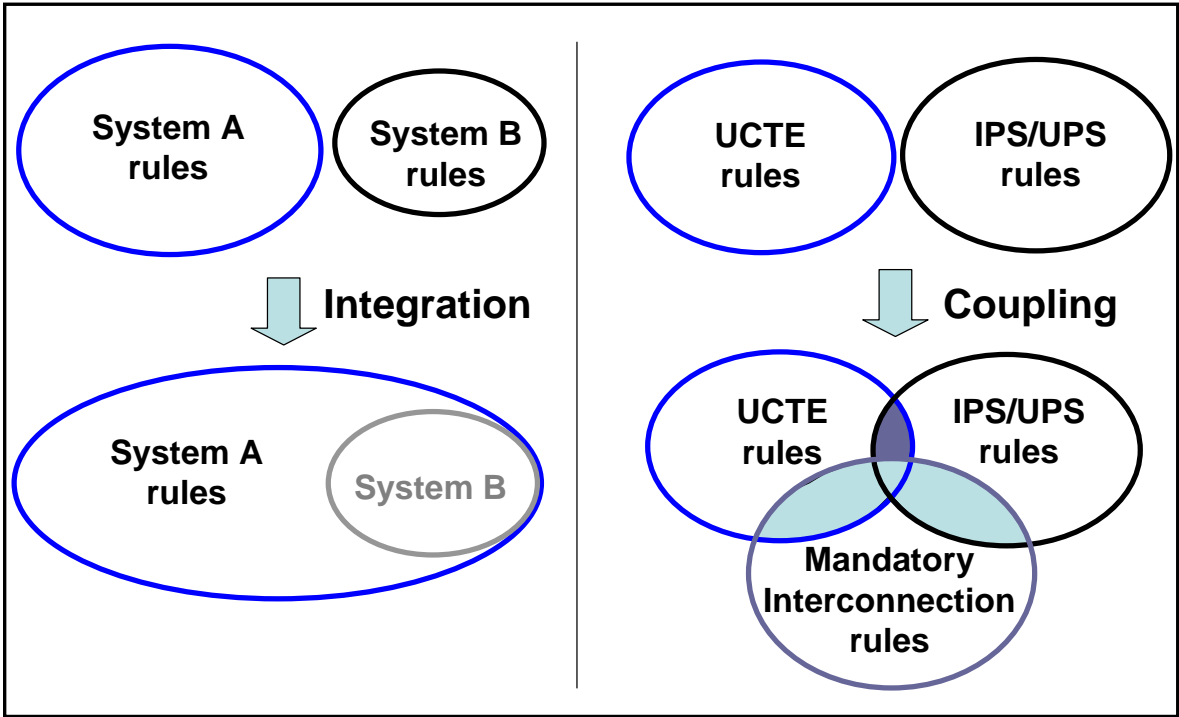 System A
rules
System B
rules
Integration
System A
rules
System B
UCTE
rules
IPS/UPS
rules
Coupling
UCTE
rules
IPS/UPS
rules
Mandatory
Interconnection
rules